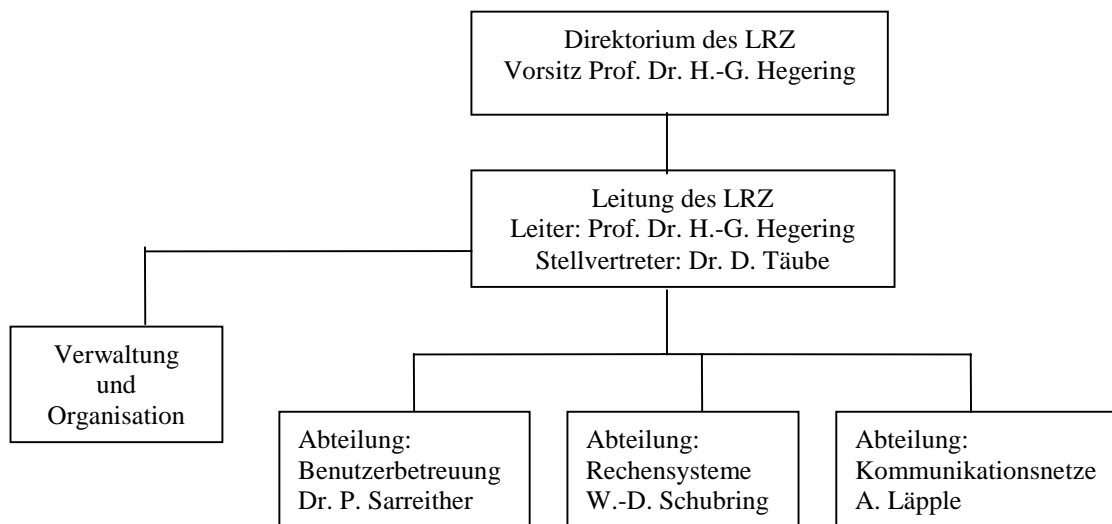 Direktorium des LRZ
Vorsitz Prof. Dr. H.-G. Hegering
Leitung des LRZ
Leiter: Prof. Dr. H.-G. Hegering
Stellvertreter: Dr. D. Täube
Verwaltung
und
Organisation
Abteilung:
Benutzerbetreuung
Dr. P. Sarreither
Abteilung:
Rechensysteme
W.-D. Schubring
Abteilung:
Kommunikationsnetze
A. Läpple